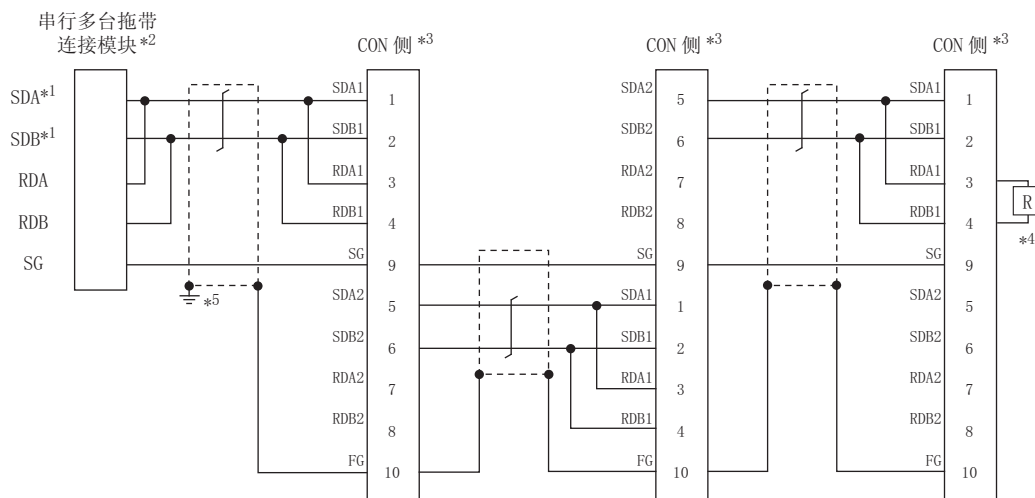 串行多台拖带
连接模块*2
SDA*1
SDB*1
RDA
RDB
SG
*5
CON 侧 *3
SDA1 1
SDB1 2
RDA1 3
RDB1 4
SG 9
SDA2 5
SDB2 6
RDA2 7
RDB2 8
FG 10
CON 侧 *3
SDA2 5
SDB2 6
RDA2 7
RDB2 8
SG 9
SDA1 1
SDB1 2
RDA1 3
RDB1 4
FG 10
CON 侧 *3
SDA1 1
SDB1 2
RDA1 3
RDB1 4
SG 9
SDA2 5
SDB2 6
RDA2 7
RDB2 8
FG 10
R
*4